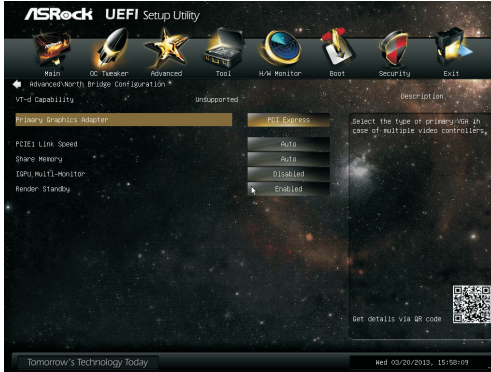 ASRock UEFI Setup Utility
Main OC Tweaker Advanced Tool H/W Monitor Boot Security Exit
Advanced\North Bridge Configuration
Description
VT-d Capability Unsupported
Primary Graphics Adapter PCI Express
Select the type of primary VGA in
case of multiple video controllers.
PCIE1 Link Speed Auto
Share Memory Auto
IGPU Multi-Monitor Disabled
Render Standby Enabled
Get details via QR code
Tomorrow's Technology Today
Wed 03/20/2013, 15:58:09